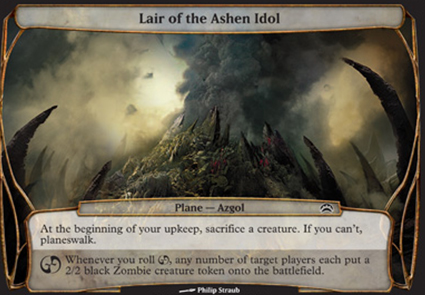 Lair of the Ashen Idol
Plane — Azgol
At the beginning of your upkeep, sacrifice a creature. If you can't,
planeswalk.
Whenever you roll , any number of target players each put a
2/2 black Zombie creature token onto the battlefield.
Philip Straub